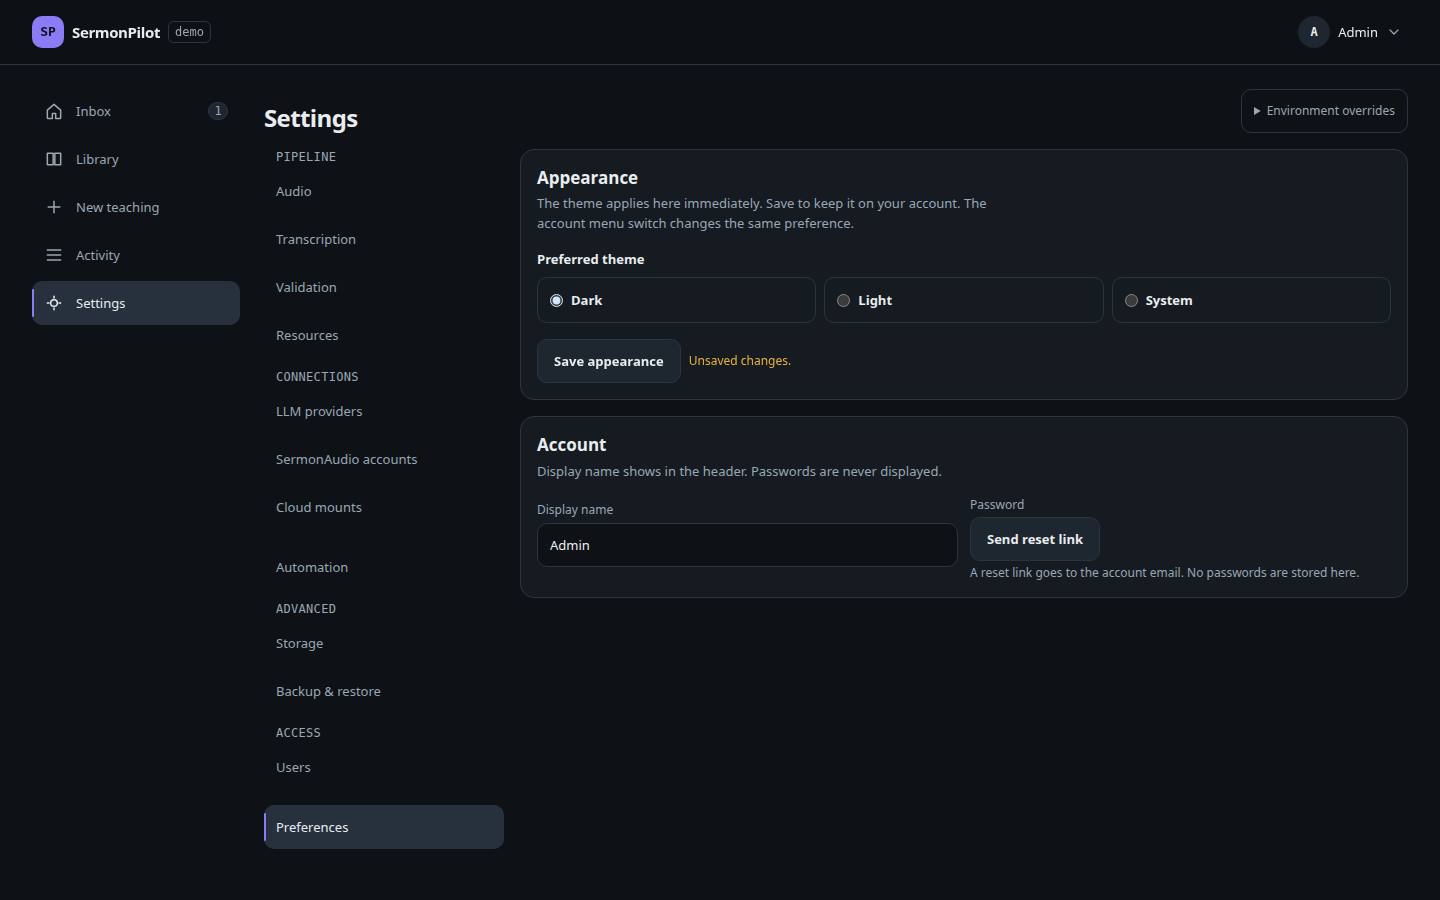 SP SermonPilot demo
A Admin
Inbox 1
Library
New teaching
Activity
Settings
Settings
Environment overrides
PIPELINE
Audio
Transcription
Validation
Resources
CONNECTIONS
LLM providers
SermonAudio accounts
Cloud mounts
Automation
ADVANCED
Storage
Backup & restore
ACCESS
Users
Preferences
Appearance
The theme applies here immediately. Save to keep it on your account. The
account menu switch changes the same preference.
Preferred theme
Dark Light System
Save appearance Unsaved changes.
Account
Display name shows in the header. Passwords are never displayed.
Display name
Admin
Password
Send reset link
A reset link goes to the account email. No passwords are stored here.